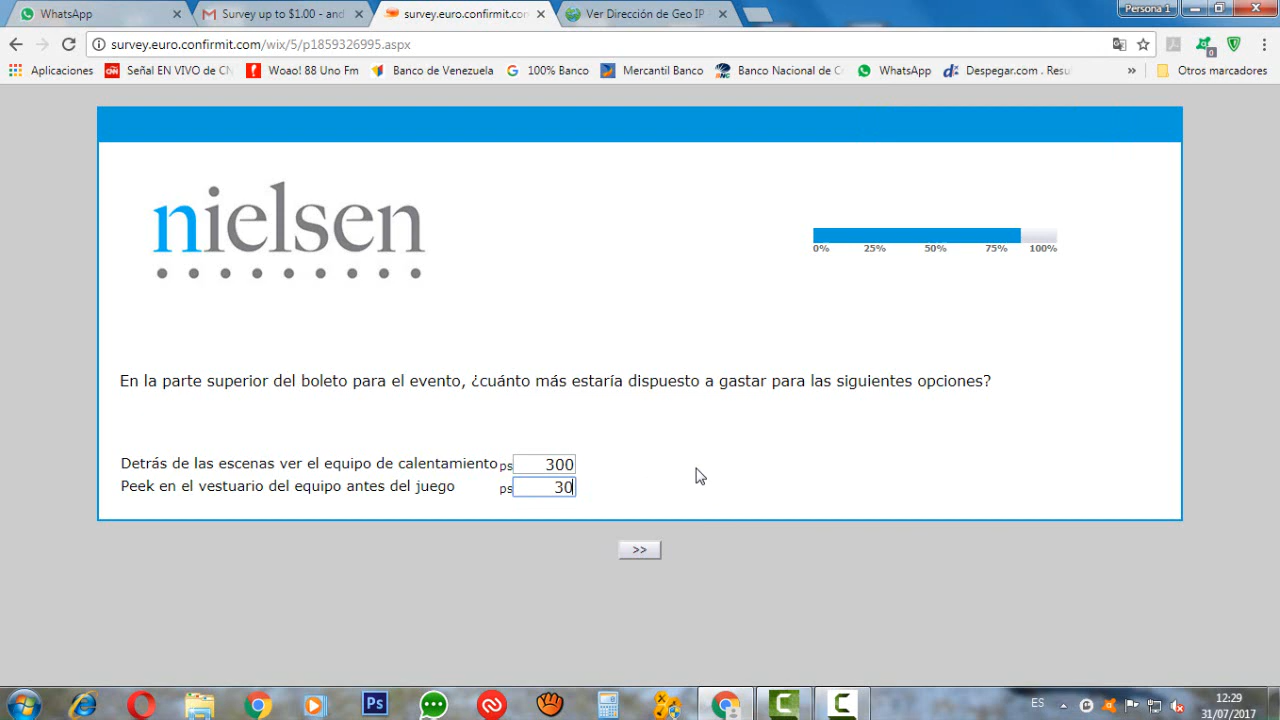 WhatsApp
Survey up to $1.00 - and
survey.euro.confirmit.com
Ver Dirección de Geo IP
Persona 1
survey.euro.confirmit.com/wix/5/p1859326995.aspx
Aplicaciones
CNN
Señal EN VIVO de CN
Woao! 88 Uno Fm
Banco de Venezuela
G
100% Banco
Mercantil Banco
BNC
Banco Nacional de C
WhatsApp
Despegar.com . Resu
»
Otros marcadores
nielsen
0% 25% 50% 75% 100%
En la parte superior del boleto para el evento, ¿cuánto más estaría dispuesto a gastar para las siguientes opciones?
Detrás de las escenas ver el equipo de calentamiento ps 300
Peek en el vestuario del equipo antes del juego ps 30
>>
Ps
ES
12:29
31/07/2017